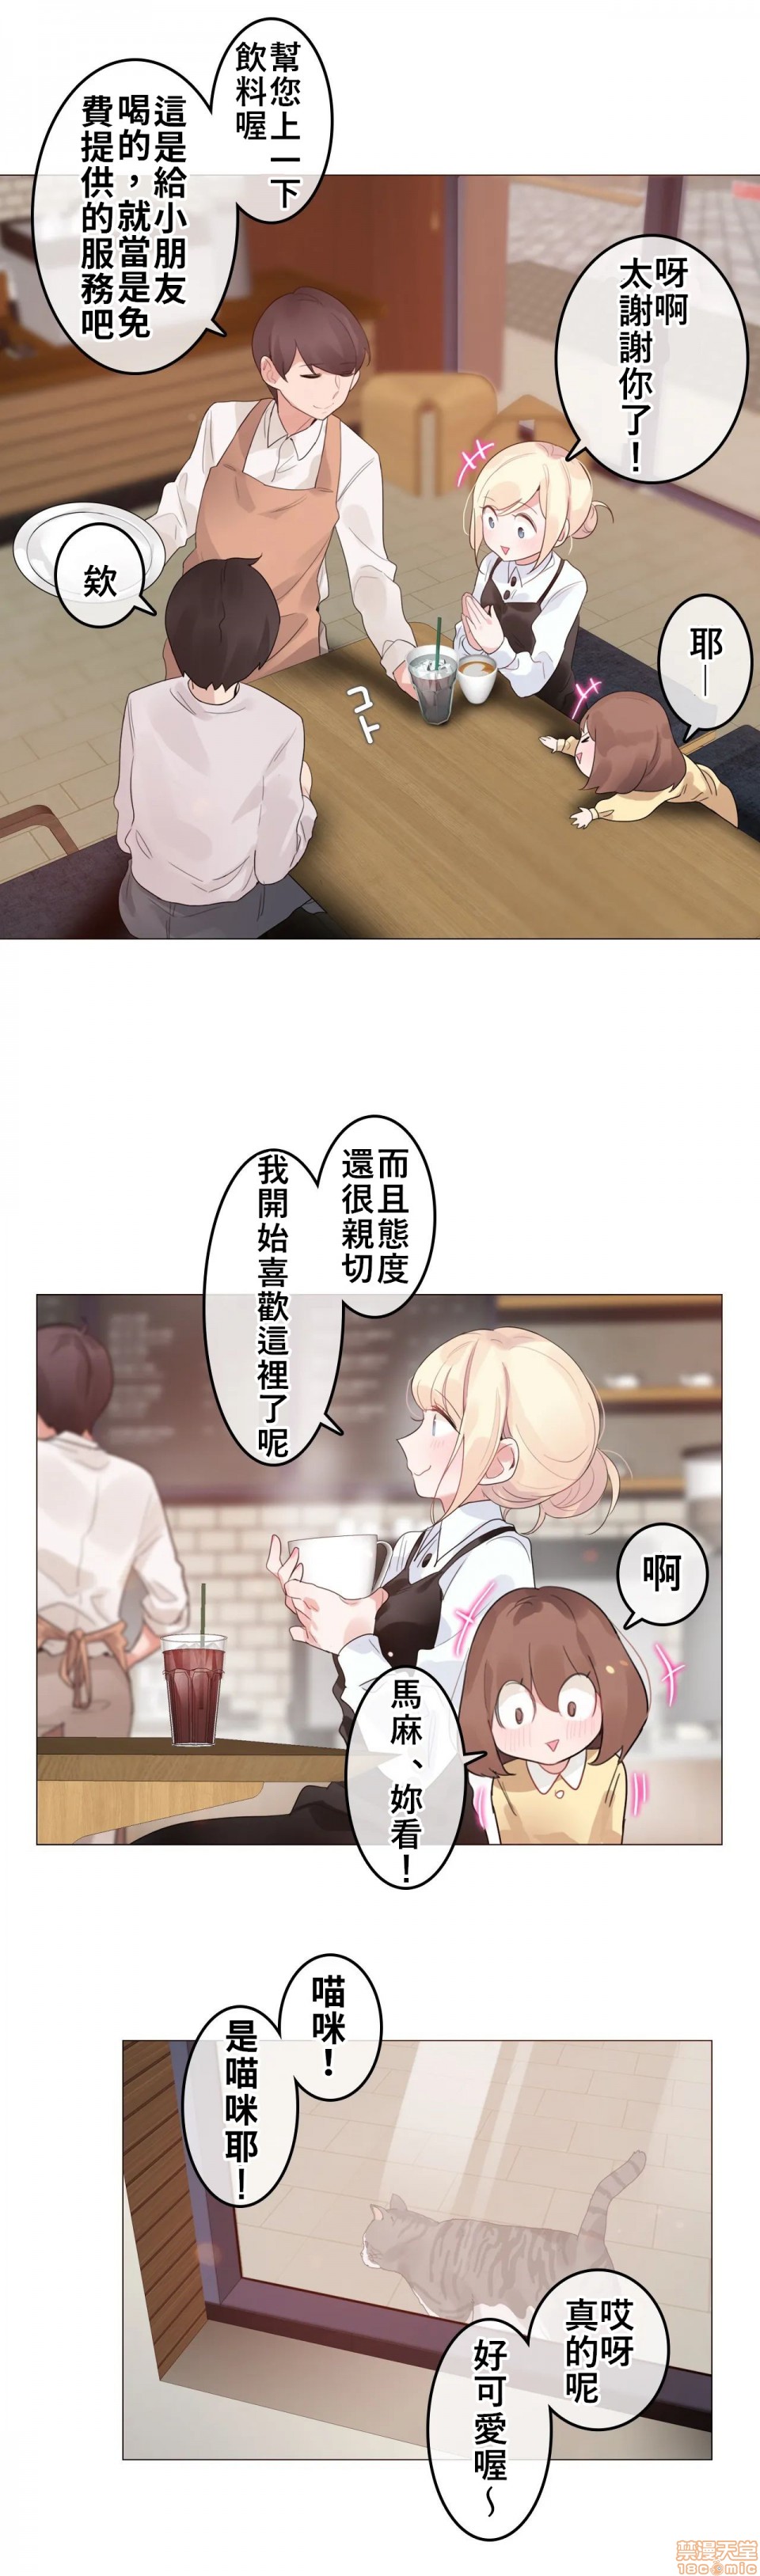 幫您上一下
飲料喔
這是給小朋友
喝的，就當是免
費提供的服務吧
呀啊
太謝謝你了！
欸
耶—
コト
而且態度
還很親切
我開始喜歡這裡了呢
啊
馬麻、妳看！
喵咪！
是喵咪耶！
哎呀
真的呢
好可愛喔~
禁漫天堂
18comic